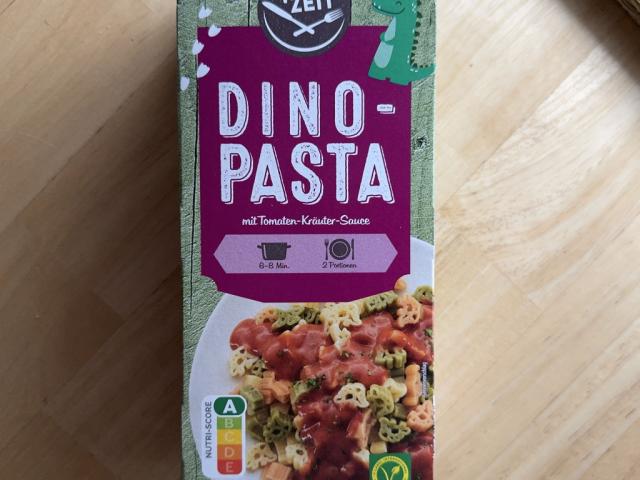 ZEIT
DINO-
PASTA
mit Tomaten-Kräuter-Sauce
6-8 Min.
2 Portionen
NUTRI-SCORE
A
B
C
D
E
V